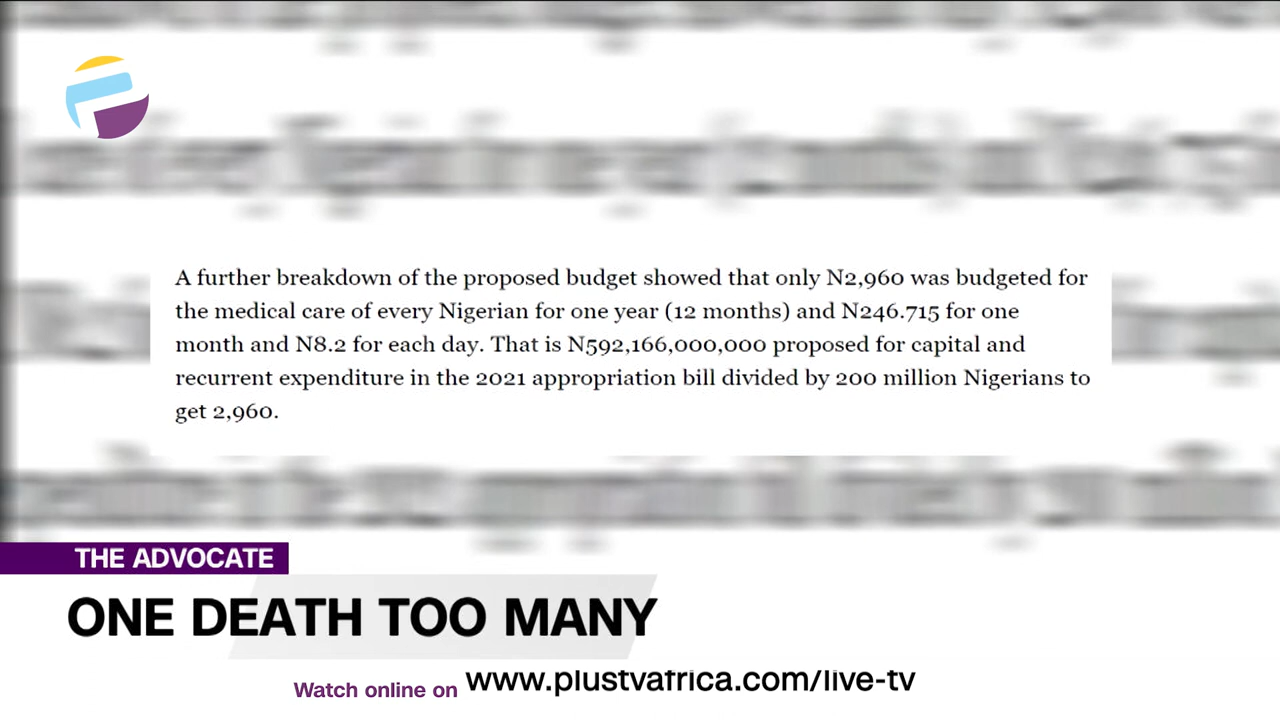 A further breakdown of the proposed budget showed that only N2,960 was budgeted for
the medical care of every Nigerian for one year (12 months) and N246.715 for one
month and N8.2 for each day. That is N592,166,000,000 proposed for capital and
recurrent expenditure in the 2021 appropriation bill divided by 200 million Nigerians to
get 2,960.
THE ADVOCATE
ONE DEATH TOO MANY
Watch online on www.plustvafrica.com/live-tv